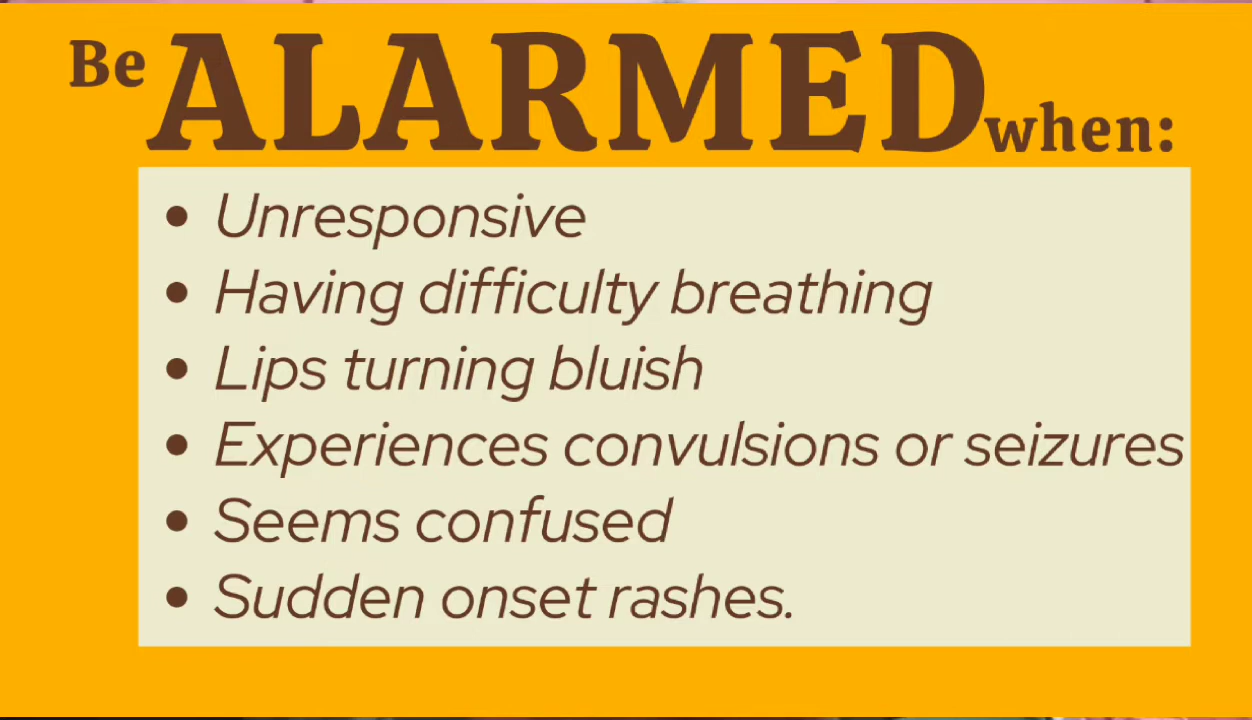 Be ALARMED when:
• Unresponsive
• Having difficulty breathing
• Lips turning bluish
• Experiences convulsions or seizures
• Seems confused
• Sudden onset rashes.